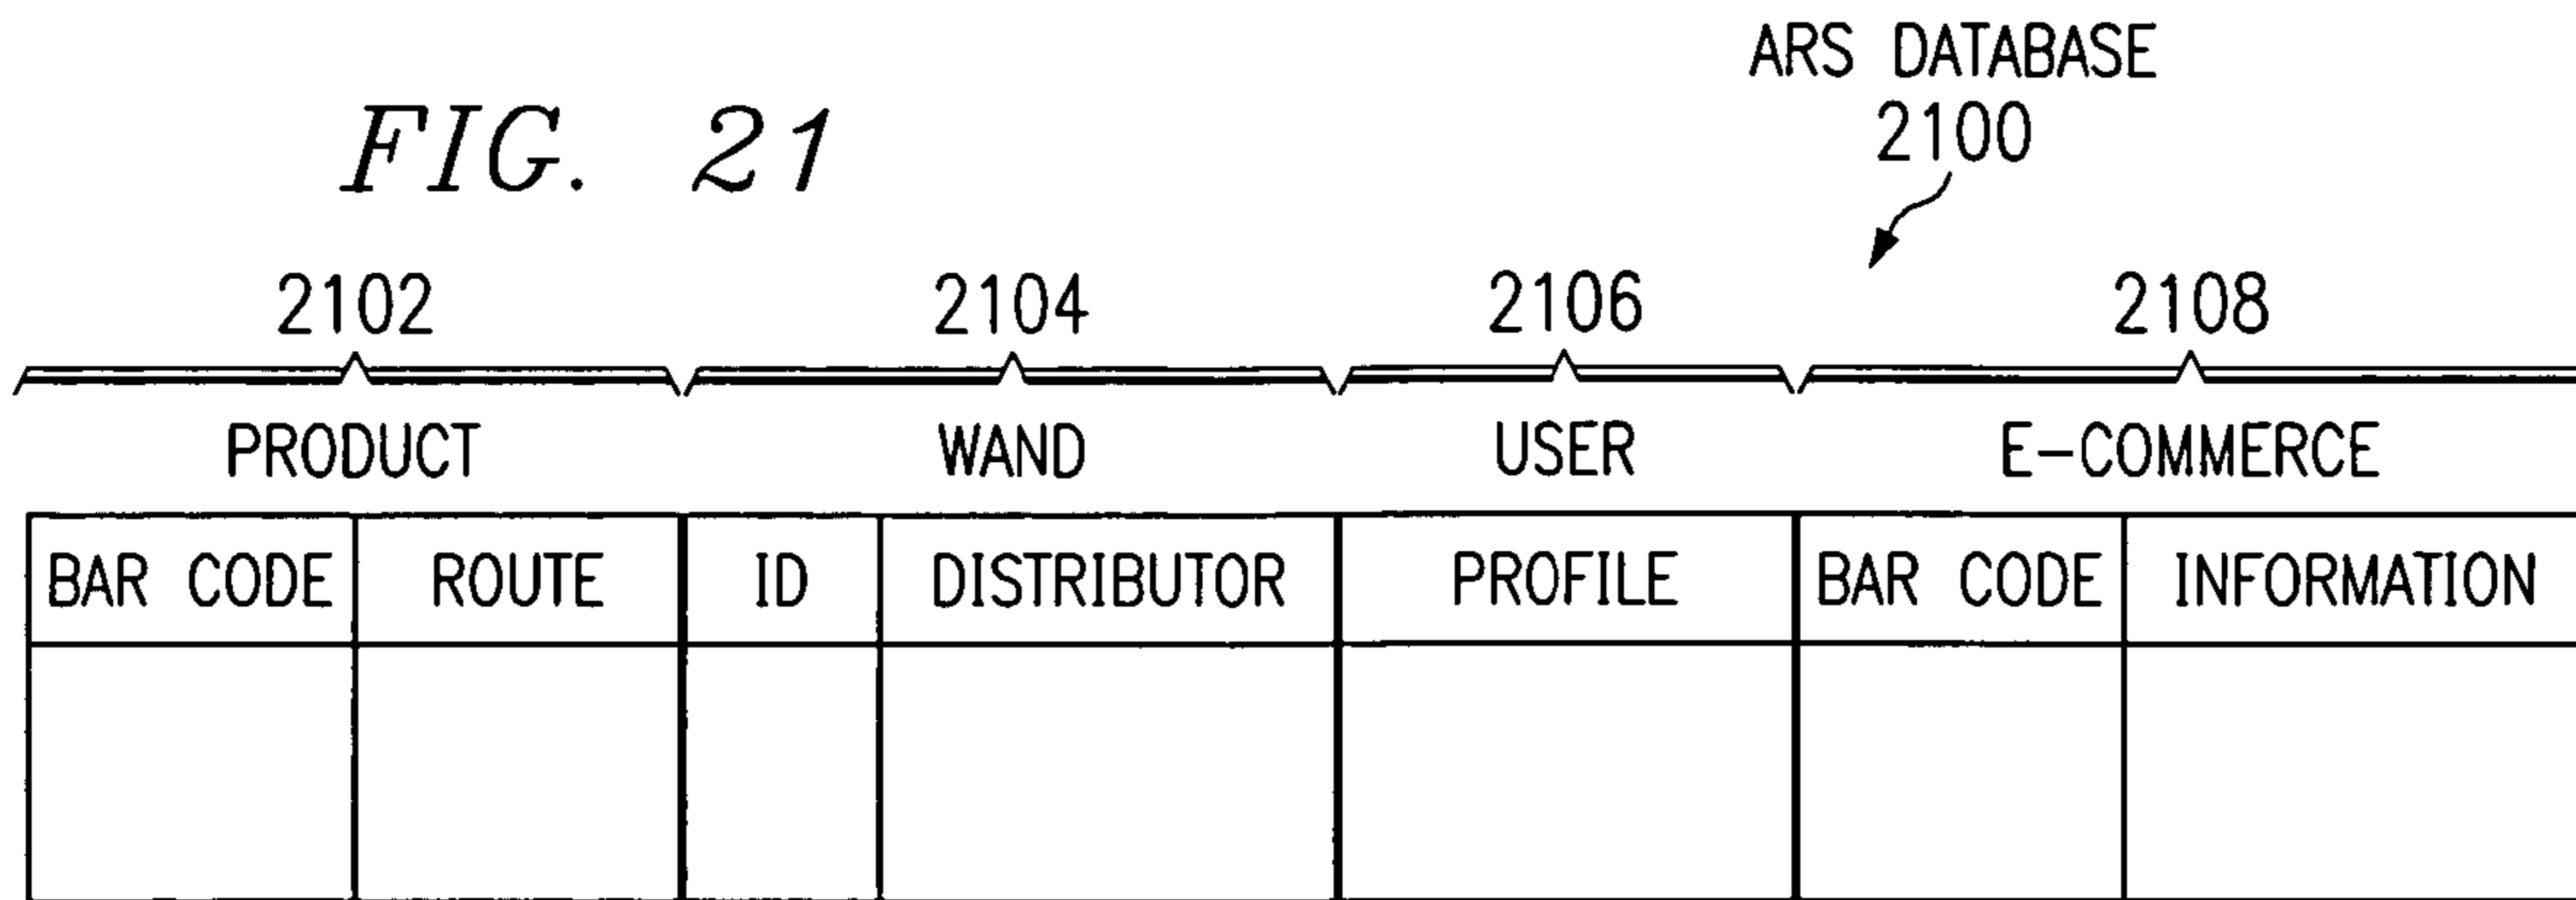 FIG. 21
ARS DATABASE
2100
2102 2104 2106 2108
PRODUCT WAND USER E-COMMERCE
BAR CODE ROUTE ID DISTRIBUTOR PROFILE BAR CODE INFORMATION